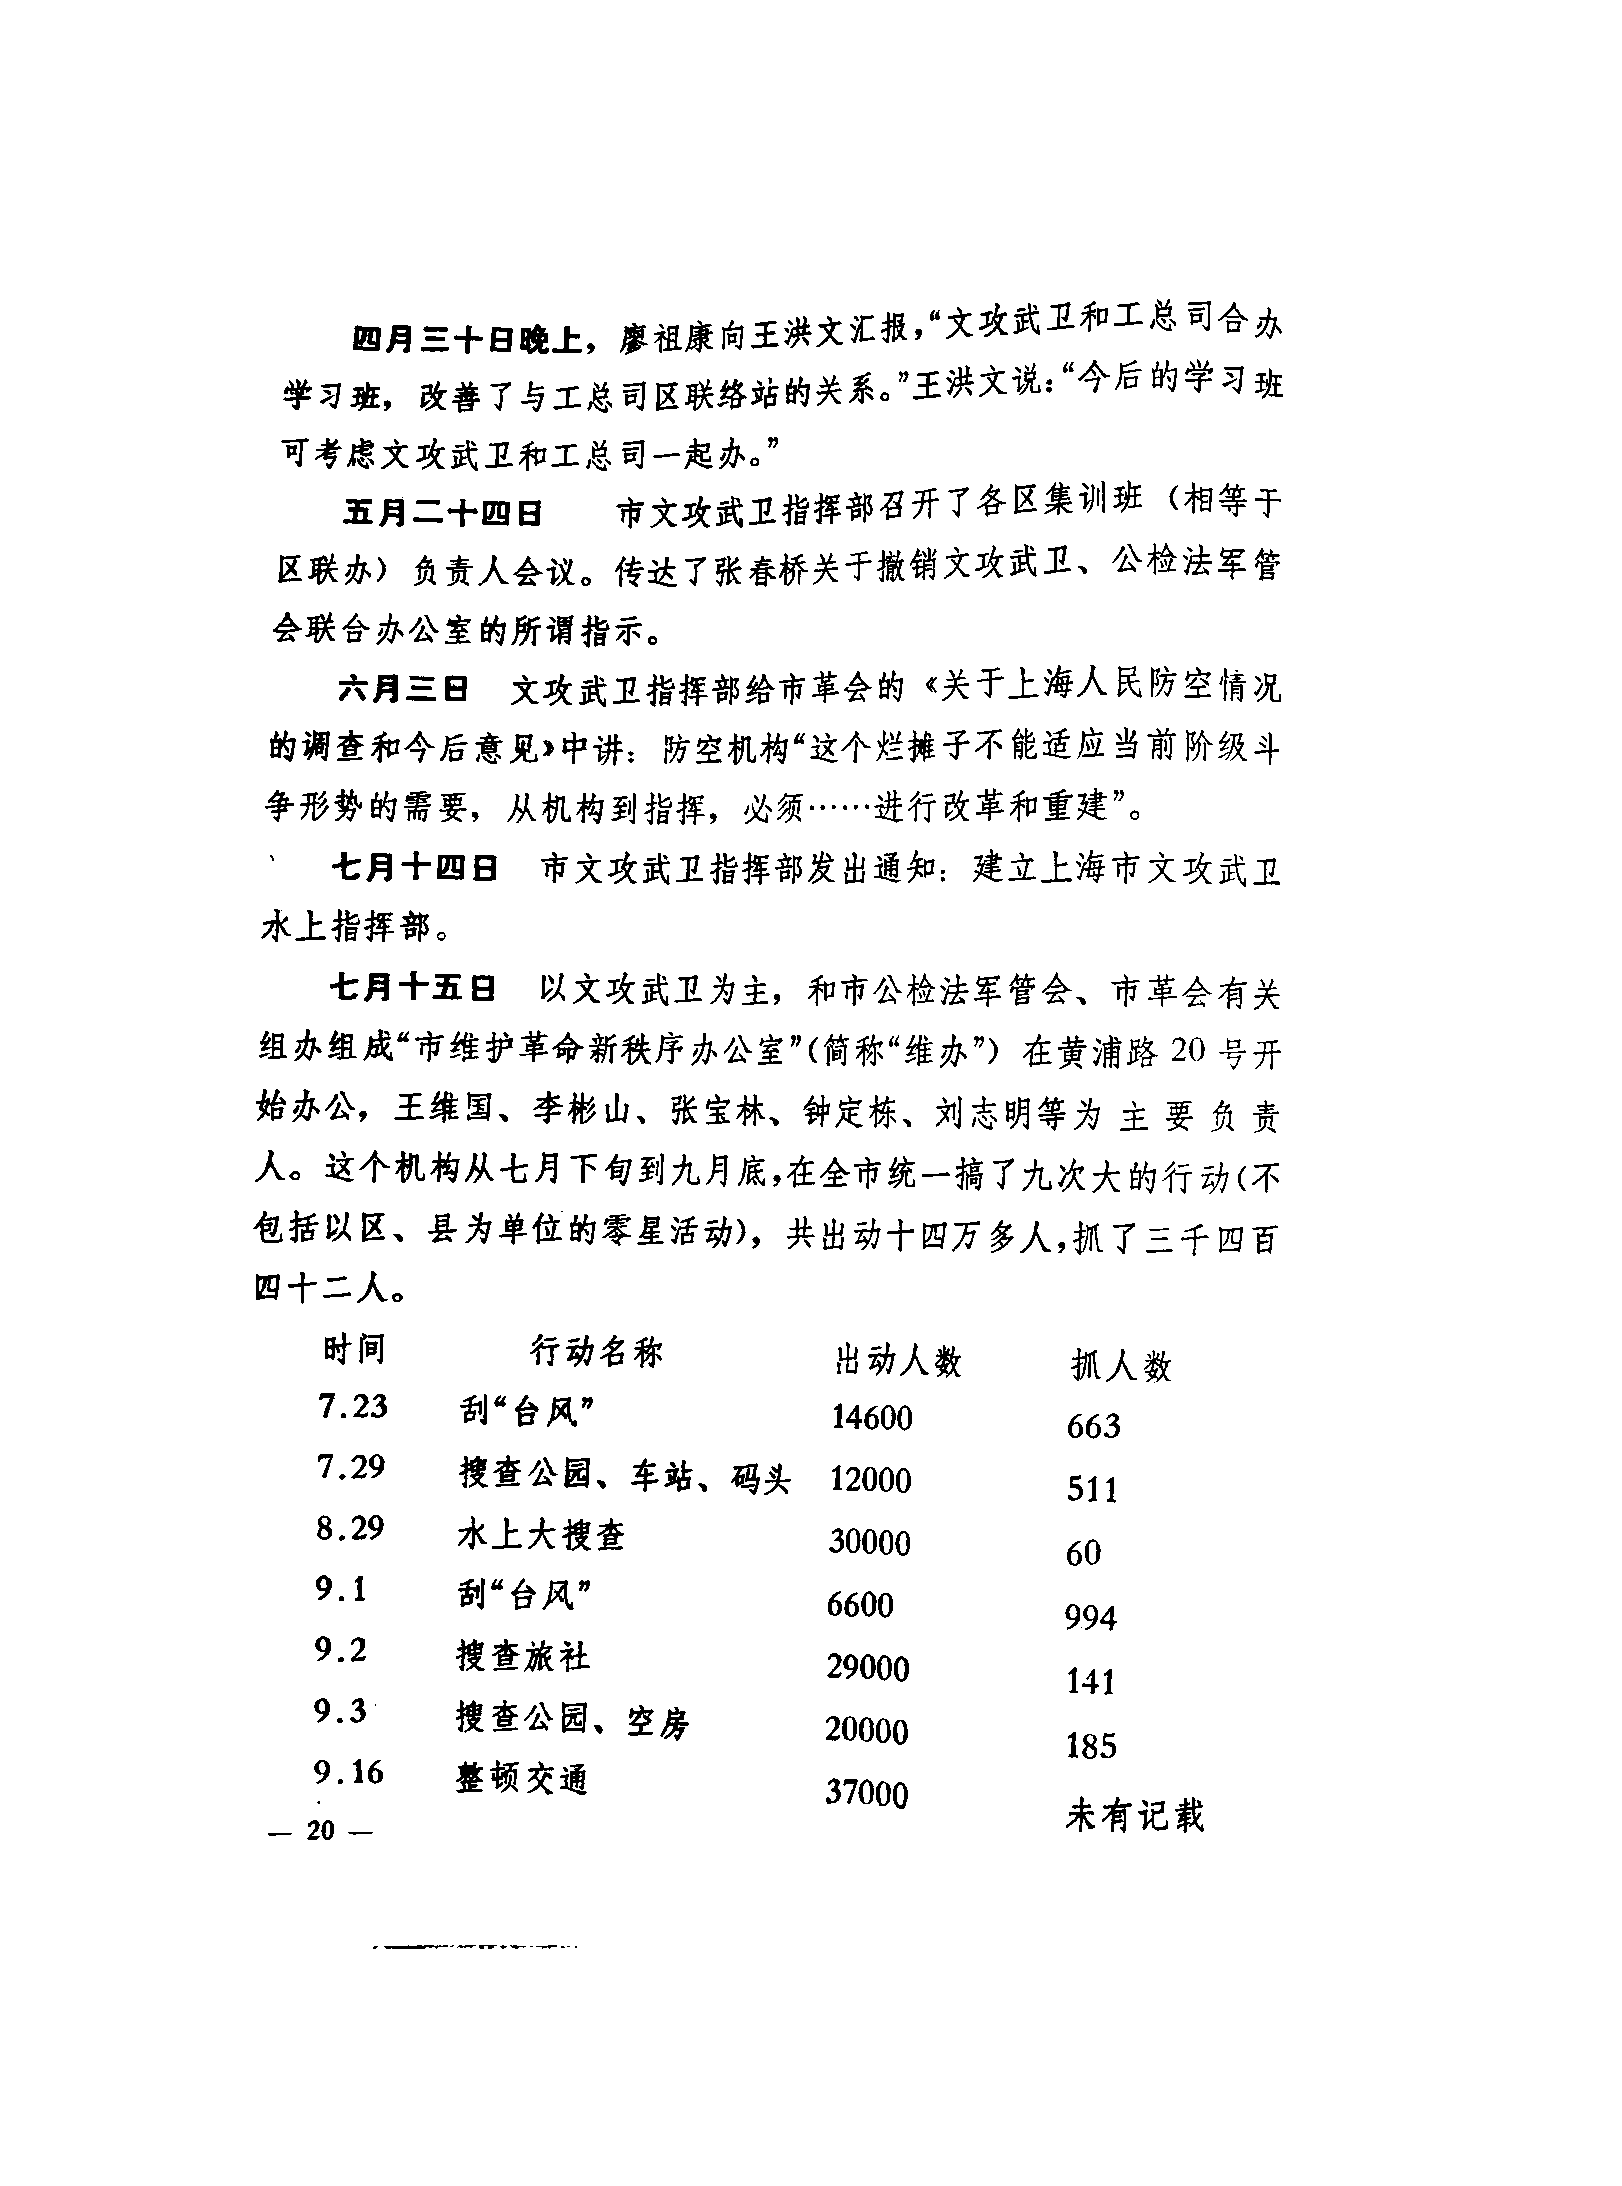 四月三十日晚上，廖祖康向王洪文汇报，“文攻武卫和工总司合办
学习班，改善了与工总司区联络站的关系。”王洪文说：“今后的学习班
可考虑文攻武卫和工总司一起办。”
五月二十四日　市文攻武卫指挥部召开了各区集训班（相等于
区联办）负责人会议。传达了张春桥关于撤销文攻武卫、公检法军管
会联合办公室的所谓指示。
六月三日　文攻武卫指挥部给市革会的《关于上海人民防空情况
的调查和今后意见》中讲：防空机构“这个烂摊子不能适应当前阶级斗
争形势的需要，从机构到指挥，必须……进行改革和重建”。
七月十四日　市文攻武卫指挥部发出通知：建立上海市文攻武卫
水上指挥部。
七月十五日　以文攻武卫为主，和市公检法军管会、市革会有关
组办组成“市维护革命新秩序办公室”（简称“维办”）在黄浦路 20 号开
始办公，王维国、李彬山、张宝林、钟定栋、刘志明等为主要负责
人。这个机构从七月下旬到九月底，在全市统一搞了九次大的行动（不
包括以区、县为单位的零星活动），共出动十四万多人，抓了三千四百
四十二人。
时间　行动名称　出动人数　抓人数
7.23　刮“台风”　14600　663
7.29　搜查公园、车站、码头　12000　511
8.29　水上大搜查　30000　60
9.1　刮“台风”　6600　994
9.2　搜查旅社　29000　141
9.3　搜查公园、空房　20000　185
9.16　整顿交通　37000　未有记载
— 20 —